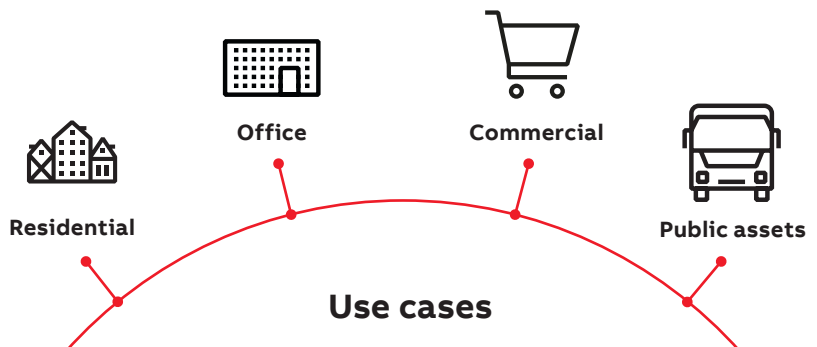 Office
Commercial
Residential
Public assets
Use cases